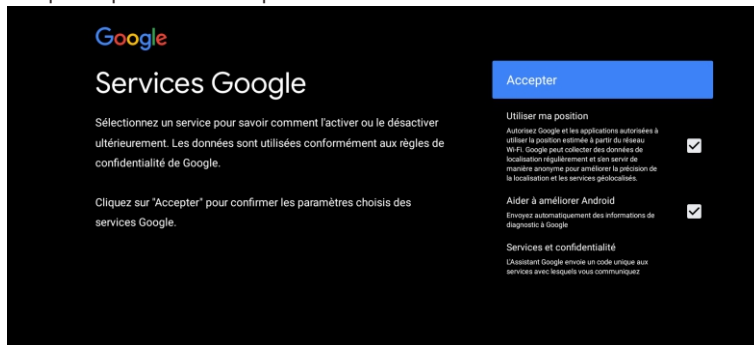 Google
Services Google
Sélectionnez un service pour savoir comment l'activer ou le désactiver
ultérieurement. Les données sont utilisées conformément aux règles de
confidentialité de Google.
Cliquez sur "Accepter" pour confirmer les paramètres choisis des
services Google.
Accepter
Utiliser ma position
Autorisez Google et les applications autorisées à
utiliser la position estimée à partir du réseau
Wi-Fi. Google peut collecter des données de
localisation régulièrement et s'en servir de
manière anonyme pour améliorer la précision de
la localisation et les services géolocalisés.
Aider à améliorer Android
Envoyez automatiquement des informations de
diagnostic à Google
Services et confidentialité
L'Assistant Google envoie un code unique aux
services avec lesquels vous communiquez